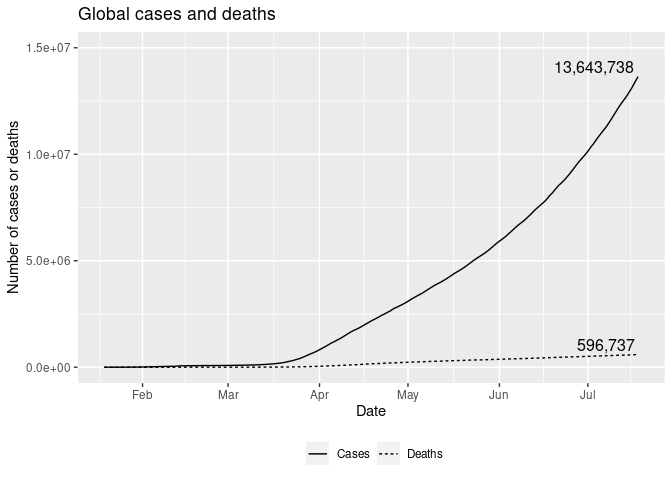 Global cases and deaths
1.5e+07
13,643,738
1.0e+07
Number of cases or deaths
5.0e+06
596,737
0.0e+00
Feb Mar Apr May Jun Jul
Date
Cases Deaths